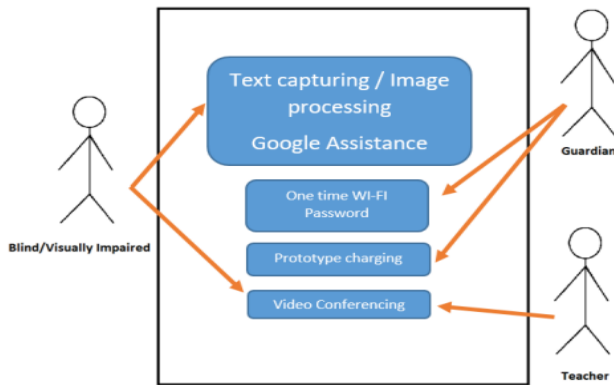 Text capturing / Image
processing
Google Assistance
Guardian
One time WI-FI
Password
Blind/Visually Impaired
Prototype charging
Video Conferencing
Teacher